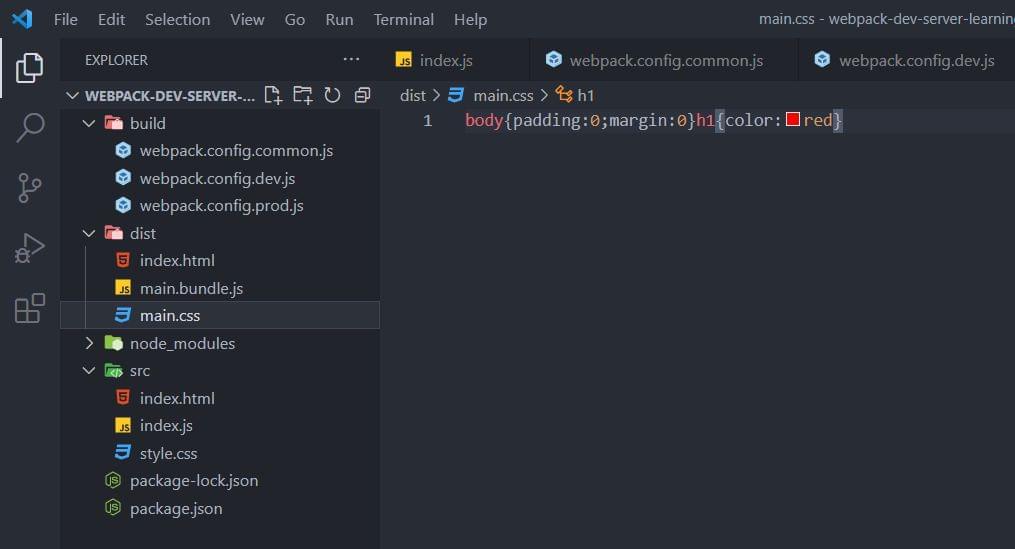 File Edit Selection View Go Run Terminal Help main.css - webpack-dev-server-learning
EXPLORER ···
JS index.js webpack.config.common.js webpack.config.dev.js
WEBPACK-DEV-SERVER-...
dist > main.css > h1
1 body{padding:0;margin:0}h1{color:red}
build
webpack.config.common.js
webpack.config.dev.js
webpack.config.prod.js
dist
index.html
JS main.bundle.js
main.css
node_modules
src
index.html
JS index.js
style.css
package-lock.json
package.json